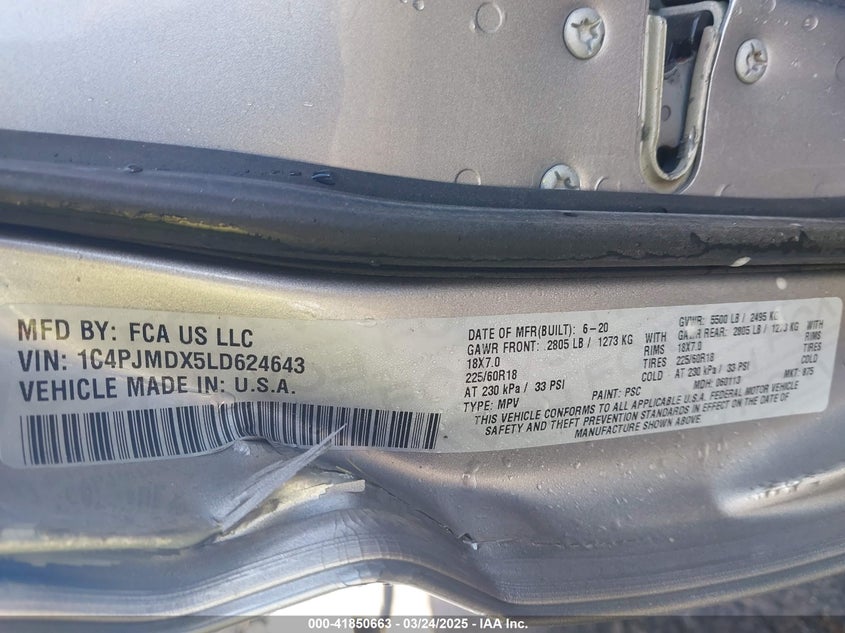 MFD BY: FCA US LLC
VIN: 1C4PJMDX5LD624643
VEHICLE MADE IN: U.S.A.
DATE OF MFR(BUILT): 6-20 GVWR: 5500 LB / 2495 KG
GAWR FRONT: 2805 LB / 1273 KG WITH GAWR REAR: 2805 LB / 1273 KG WITH
18X7.0 RIMS 18X7.0 RIMS
225/60R18 TIRES 225/60R18 TIRES
AT 230 kPa / 33 PSI COLD AT 230 kPa / 33 PSI COLD
TYPE: MPV PAINT: PSC MDH: 060113 MKT: 875
THIS VEHICLE CONFORMS TO ALL APPLICABLE U.S.A. FEDERAL MOTOR VEHICLE
SAFETY AND THEFT PREVENTION STANDARDS IN EFFECT ON THE DATE OF
MANUFACTURE SHOWN ABOVE.
000-41850663 - 03/24/2025 - IAA Inc.